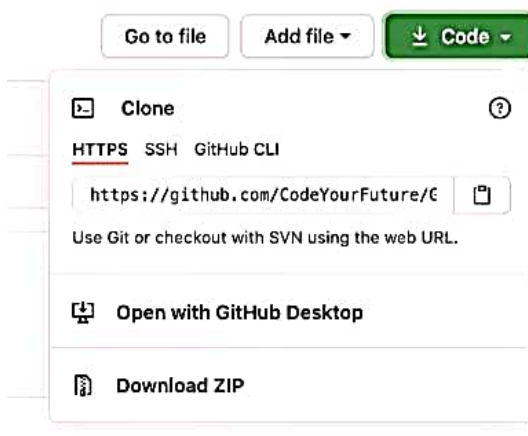 Go to file Add file Code
Clone
HTTPS SSH GitHub CLI
https://github.com/CodeYourFuture/G
Use Git or checkout with SVN using the web URL.
Open with GitHub Desktop
Download ZIP